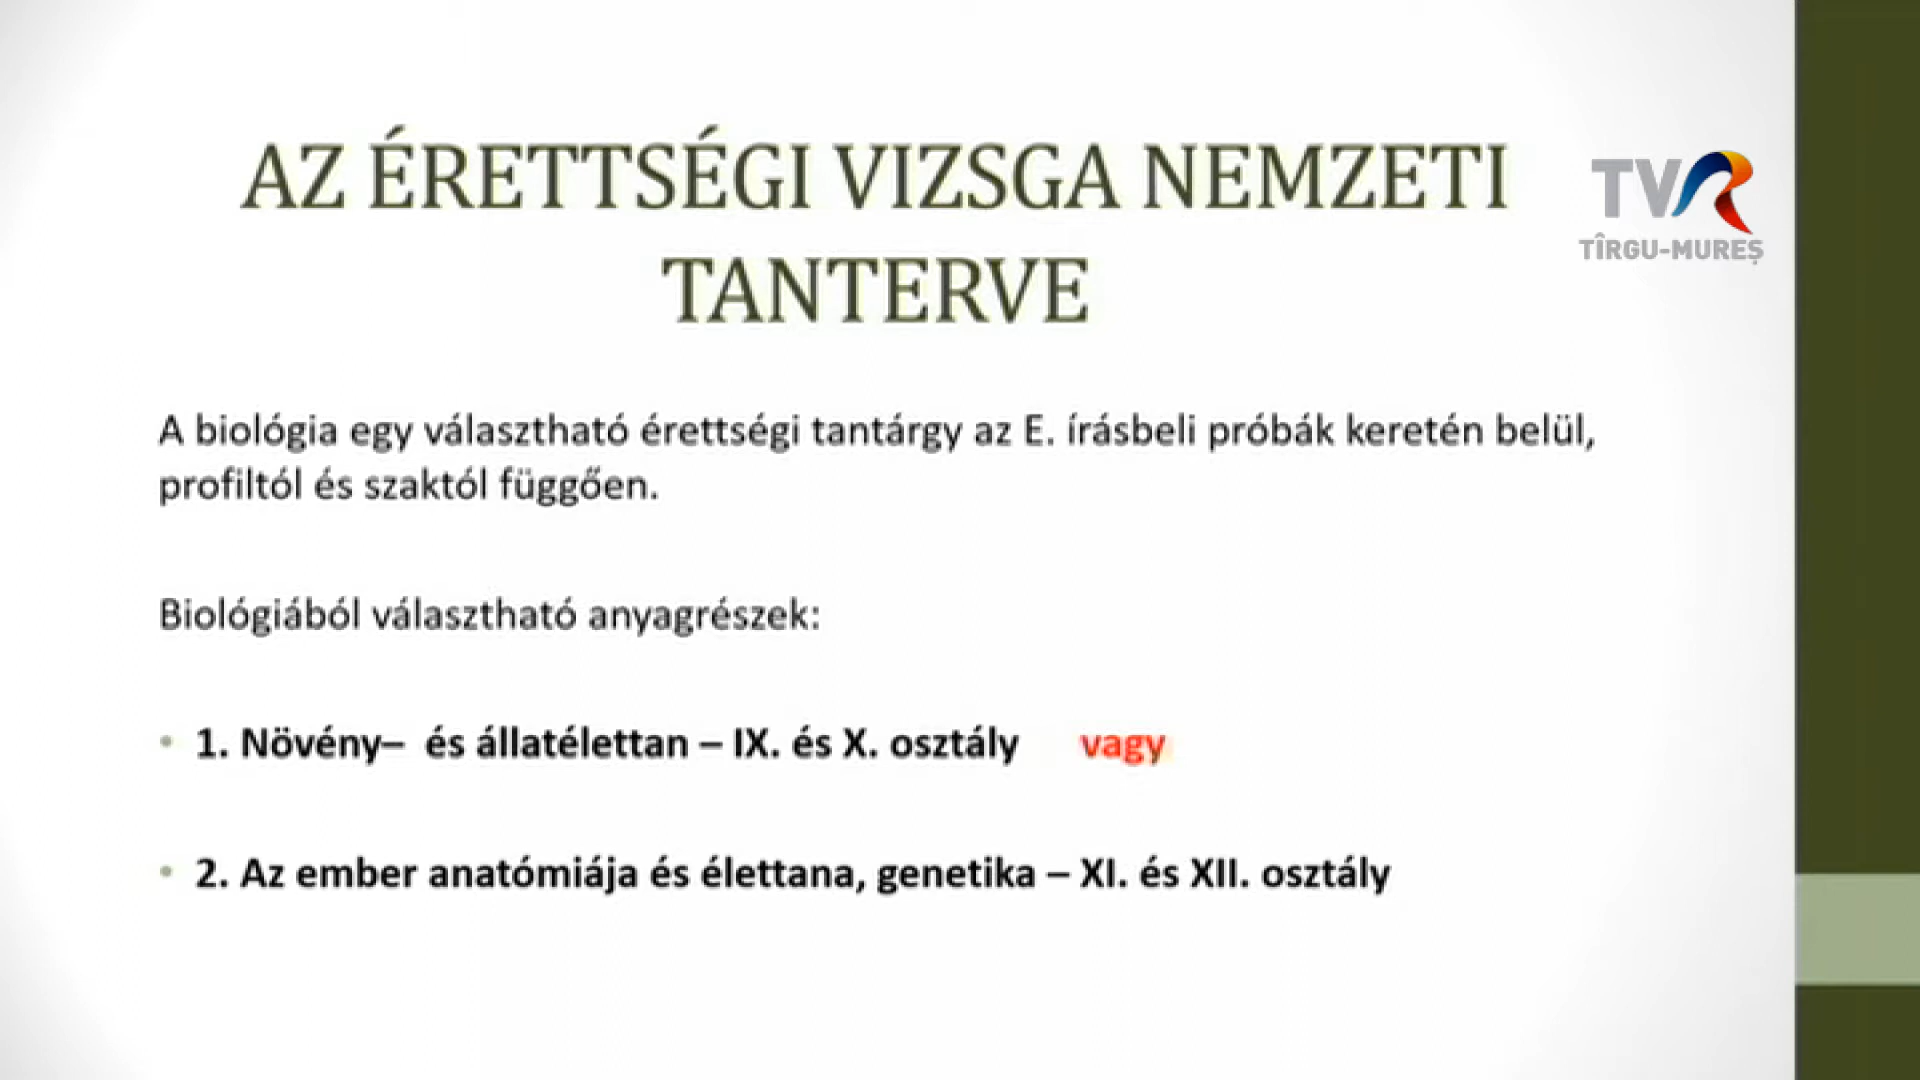 AZ ÉRETTSÉGI VIZSGA NEMZETI
TANTERVE
TVR
TÎRGU-MUREȘ
A biológia egy választható érettségi tantárgy az E. írásbeli próbák keretén belül,
profiltól és szaktól függően.
Biológiából választható anyagrészek:
• 1. Növény– és állatélettan – IX. és X. osztály vagy
• 2. Az ember anatómiája és élettana, genetika – XI. és XII. osztály